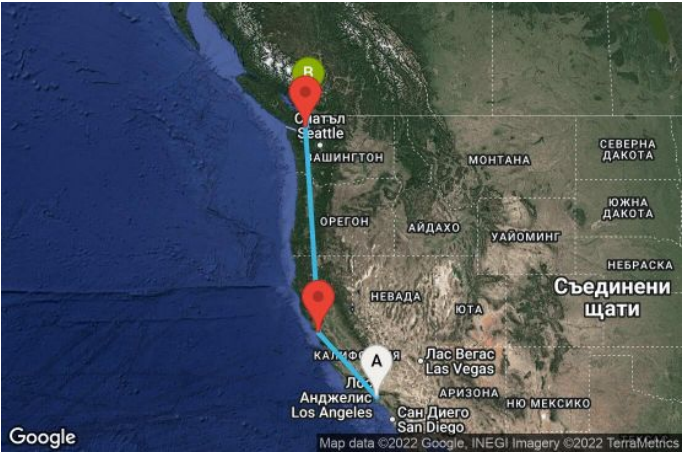 B
Сиатъл
Seattle
ВАШИНГТОН
МОНТАНА
СЕВЕРНА
ДАКОТА
ОРЕГОН
АЙДАХО
УАЙОМИНГ
ЮЖНА
ДАКОТА
НЕБРАСКА
Съединени
щати
НЕВАДА
ЮТА
A
Лас Вегас
Las Vegas
Анджелис
Los Angeles
АРИЗОНА
НЮ МЕКСИКО
Сан Диего
San Diego
Google
Map data ©2022 Google, INEGI Imagery ©2022 TerraMetrics